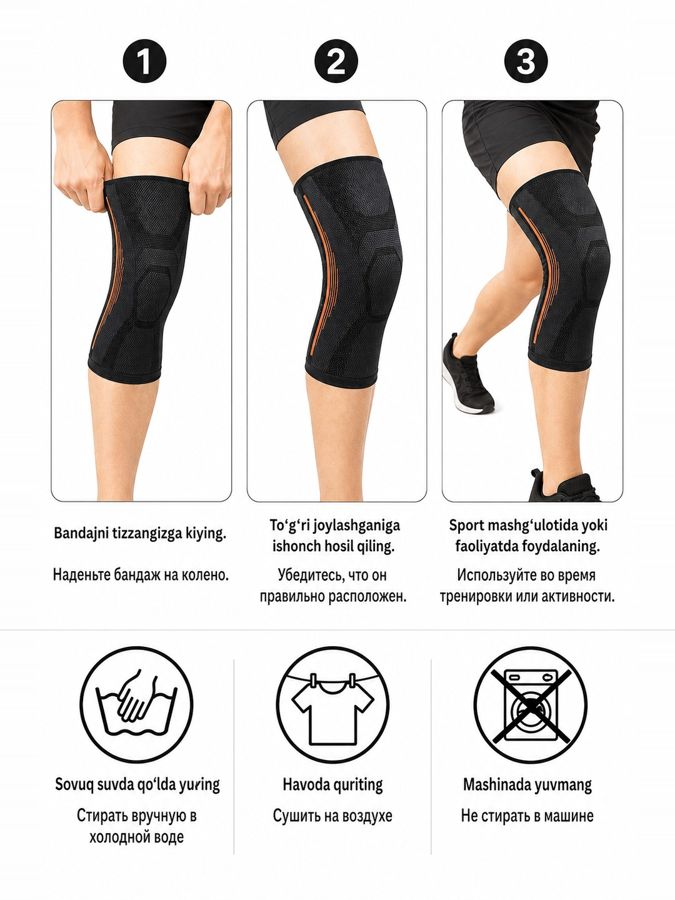 1
2
3
Bandajni tizzangizga kiying.
Наденьте бандаж на колено.
To‘g‘ri joylashganiga
ishonch hosil qiling.
Убедитесь, что он
правильно расположен.
Sport mashg‘ulotida yoki
faoliyatda foydalaning.
Используйте во время
тренировки или активности.
Sovuq suvda qo‘lda yuring
Стирать вручную в
холодной воде
Havoda quriting
Сушить на воздухе
Mashinada yuvmang
Не стирать в машине